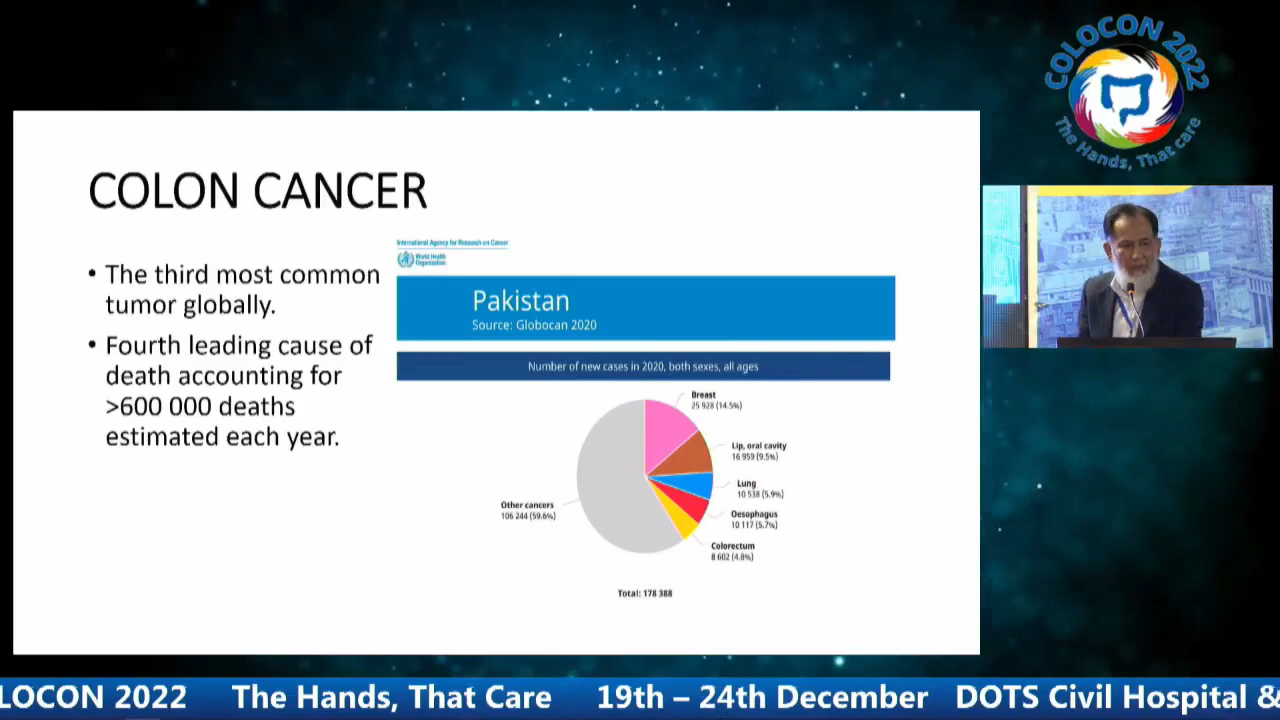 COLOCON 2022
The Hands, That care
COLON CANCER
• The third most common
tumor globally.
• Fourth leading cause of
death accounting for
>600 000 deaths
estimated each year.
International Agency for Research on Cancer
World Health
Organization
Pakistan
Source: Globocan 2020
Number of new cases in 2020, both sexes, all ages
Breast
25 928 (14.5%)
Lip, oral cavity
16 959 (9.5%)
Lung
10 538 (5.9%)
Oesophagus
10 117 (5.7%)
Colorectum
8 602 (4.8%)
Other cancers
106 244 (59.6%)
Total: 178 388
LOCON 2022 The Hands, That Care 19th – 24th December DOTS Civil Hospital &